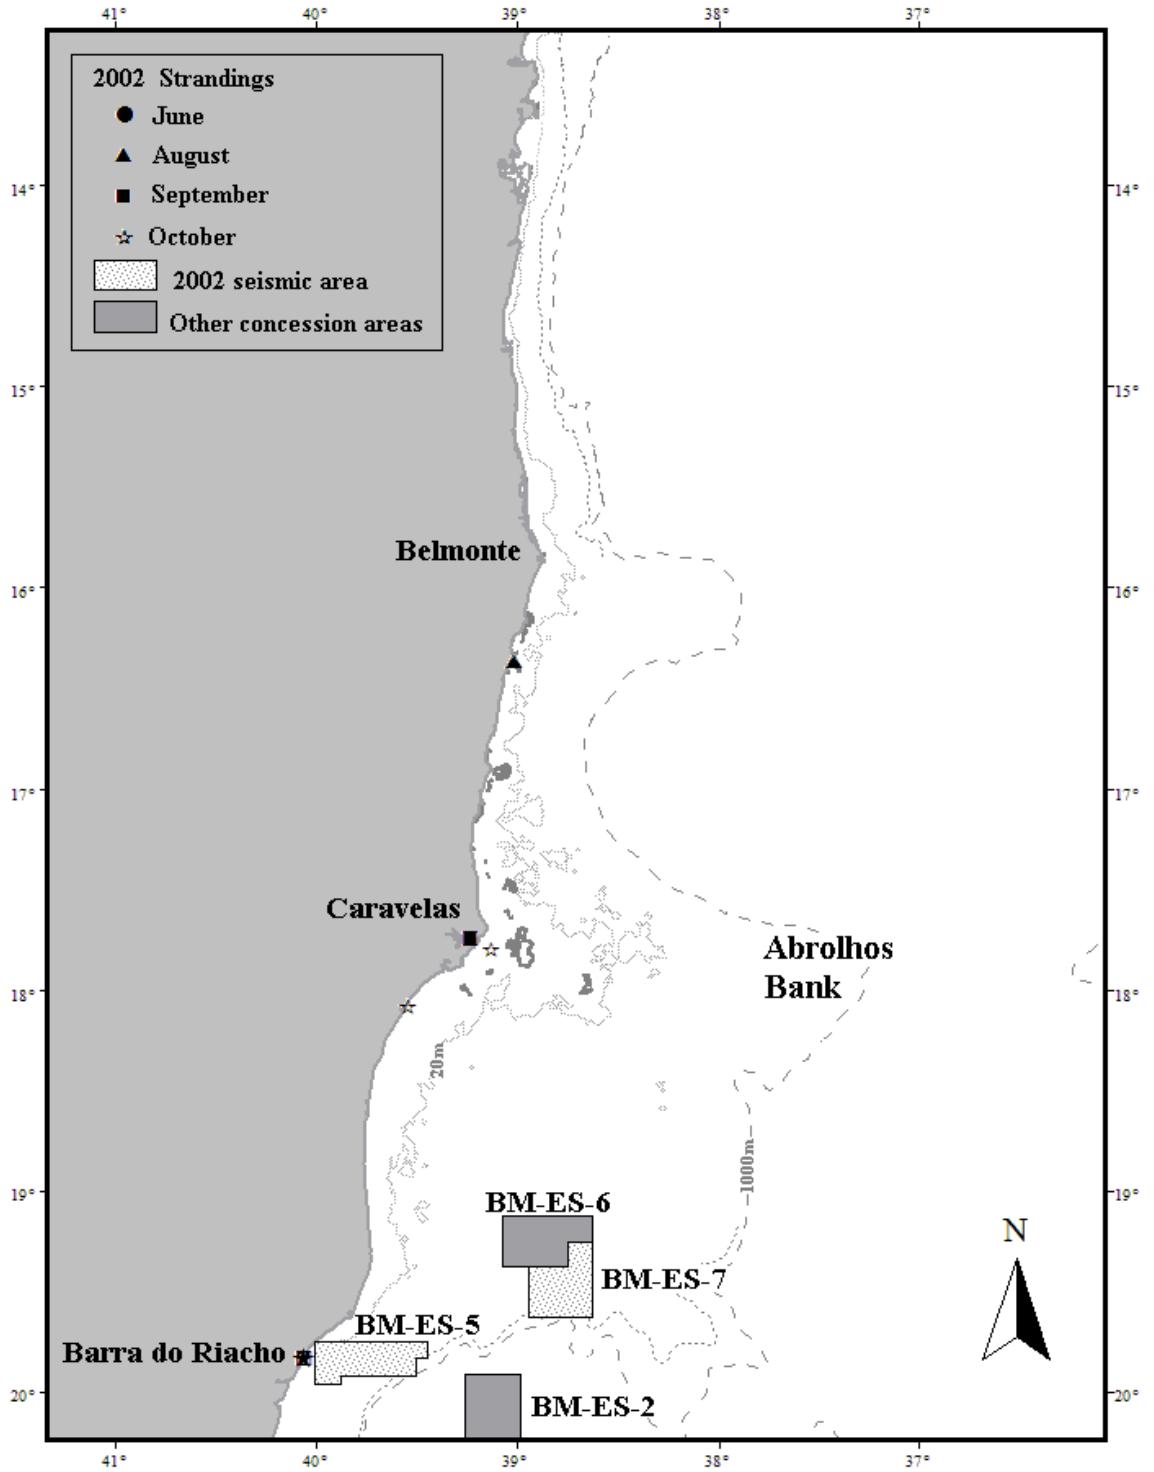 41° 40° 39° 38° 37°
2002 Strandings
June
August
September
October
2002 seismic area
Other concession areas
14° 14°
15° 15°
Belmonte
16° 16°
17° 17°
Caravelas
Abrolhos
Bank
18° 18°
20m
1000m
19° 19°
BM-ES-6
N
BM-ES-7
BM-ES-5
Barra do Riacho
20° 20°
BM-ES-2
41° 40° 39° 38° 37°